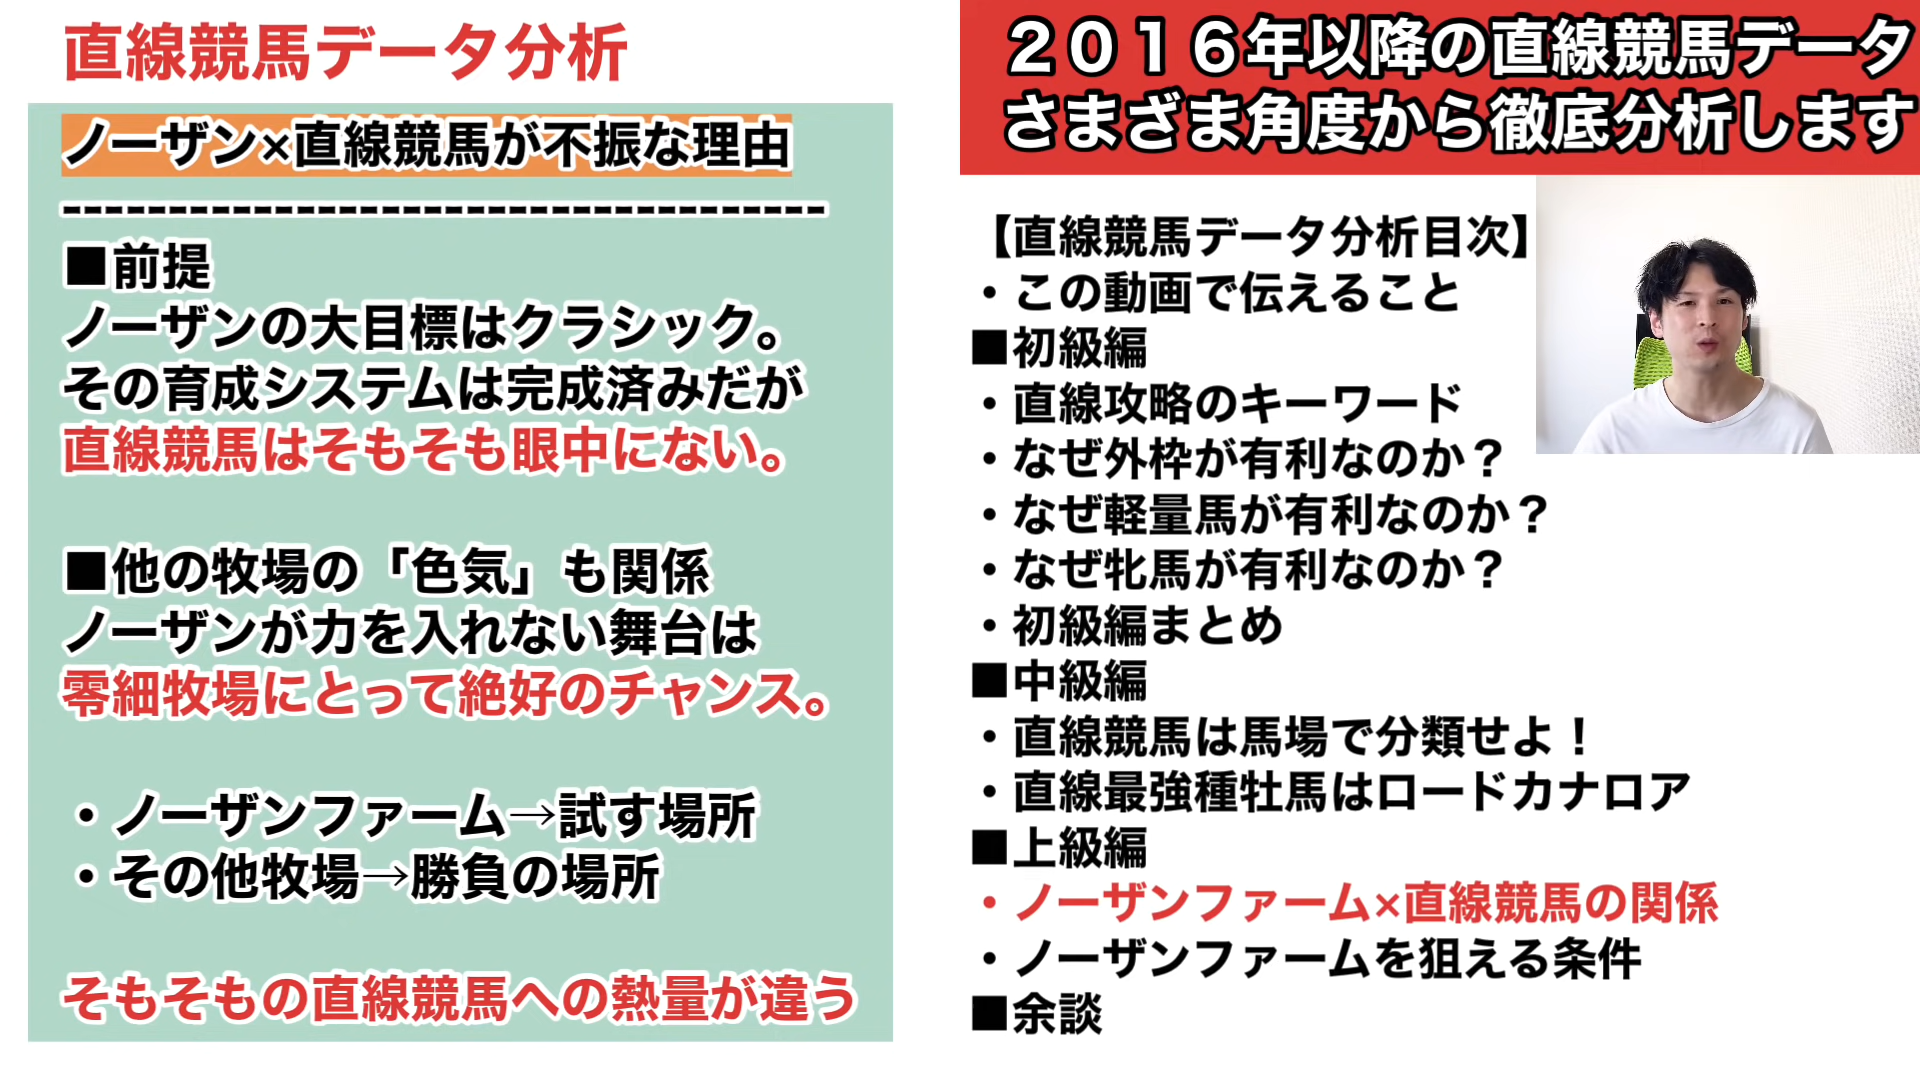 直線競馬データ分析
ノーザン×直線競馬が不振な理由
--------------------------------------
■前提
ノーザンの大目標はクラシック。
その育成システムは完成済みだが
直線競馬はそもそも眼中にない。
■他の牧場の「色気」も関係
ノーザンが力を入れない舞台は
零細牧場にとって絶好のチャンス。
・ノーザンファーム→試す場所
・その他牧場→勝負の場所
そもそもの直線競馬への熱量が違う
２０１６年以降の直線競馬データ
さまざま角度から徹底分析します
【直線競馬データ分析目次】
・この動画で伝えること
■初級編
・直線攻略のキーワード
・なぜ外枠が有利なのか？
・なぜ軽量馬が有利なのか？
・なぜ牝馬が有利なのか？
・初級編まとめ
■中級編
・直線競馬は馬場で分類せよ！
・直線最強種牡馬はロードカナロア
■上級編
・ノーザンファーム×直線競馬の関係
・ノーザンファームを狙える条件
■余談